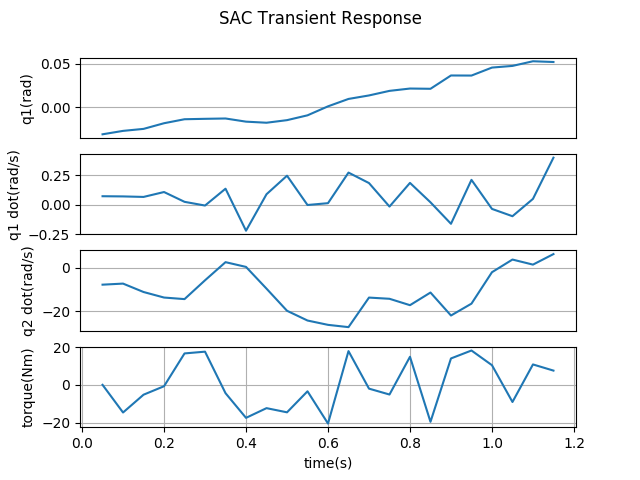 SAC Transient Response
0.05
0.00
q1(rad)
0.25
0.00
−0.25
q1 dot(rad/s)
0
−20
q2 dot(rad/s)
20
0
−20
torque(Nm)
0.0 0.2 0.4 0.6 0.8 1.0 1.2
time(s)